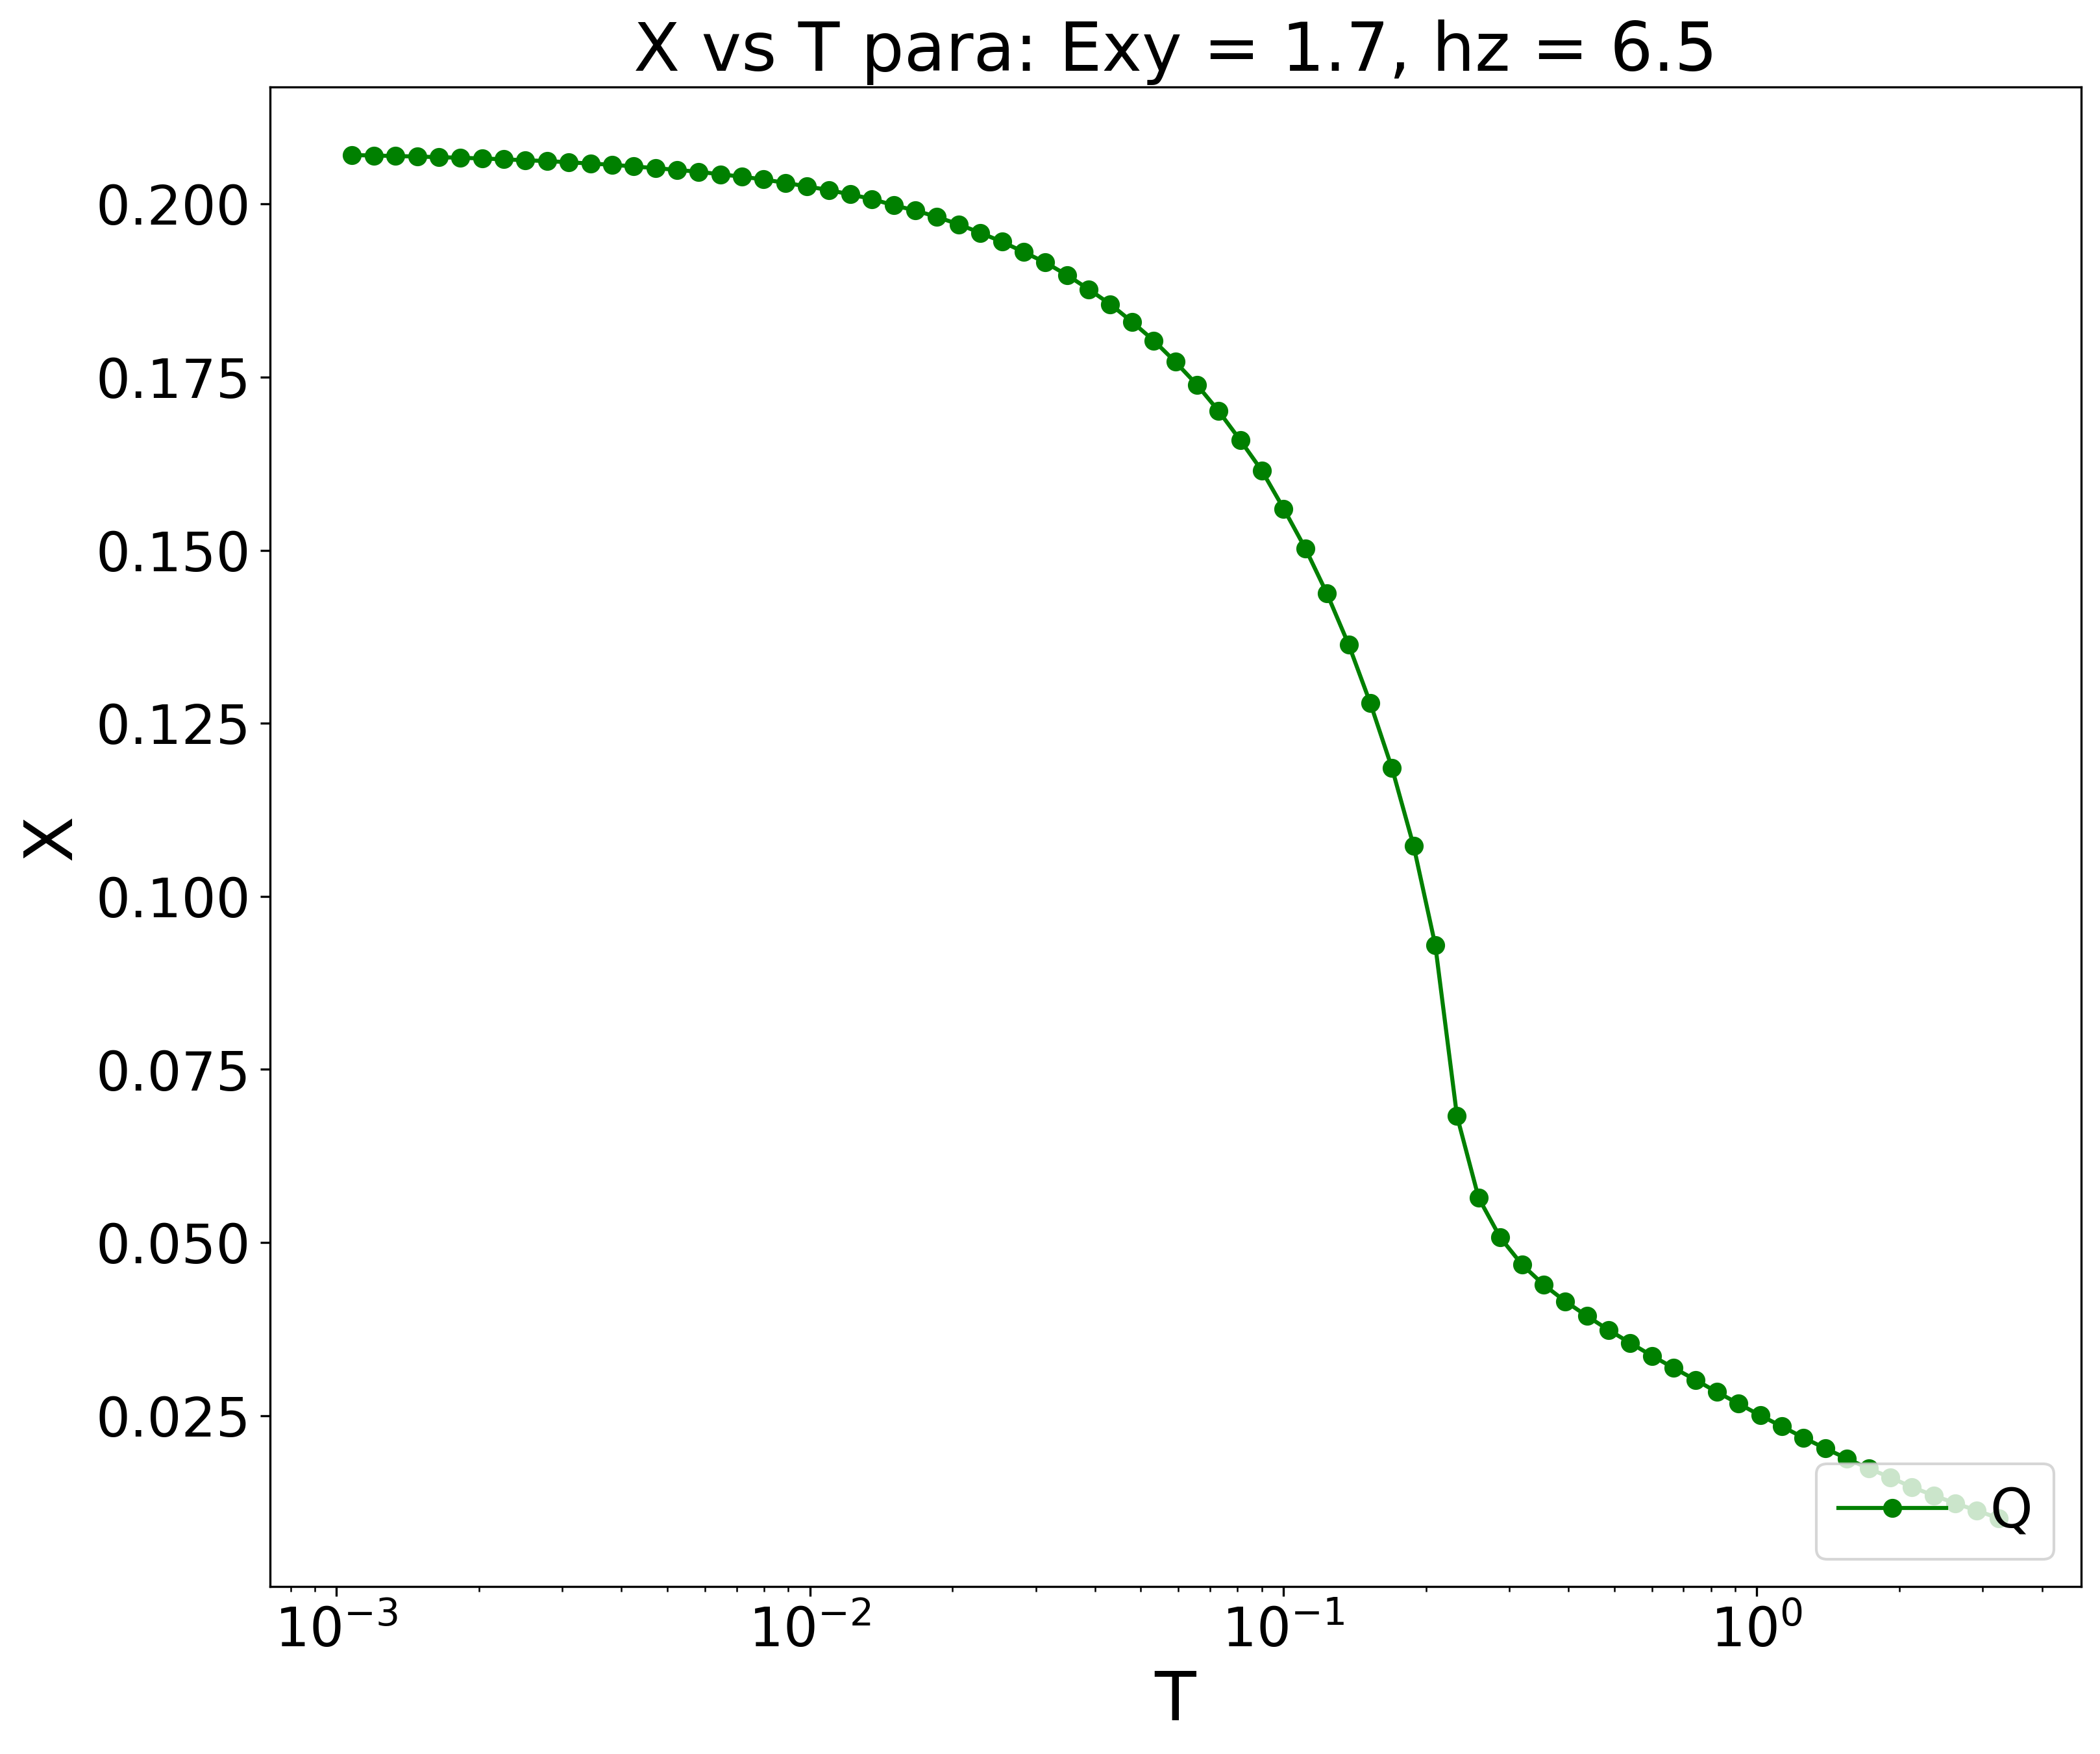 X vs T para: Exy = 1.7, hz = 6.5
X
0.200
0.175
0.150
0.125
0.100
0.075
0.050
0.025
Q
10⁻³ 10⁻² 10⁻¹ 10⁰
T